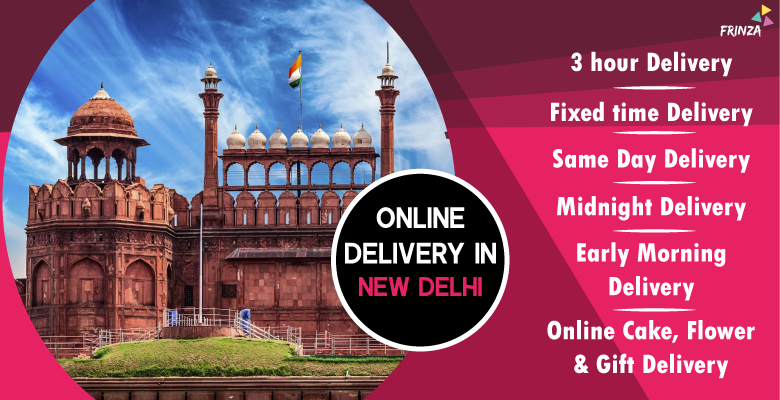 FRINZA
3 hour Delivery
Fixed time Delivery
Same Day Delivery
Midnight Delivery
Early Morning
Delivery
Online Cake, Flower
& Gift Delivery
ONLINE
DELIVERY IN
NEW DELHI